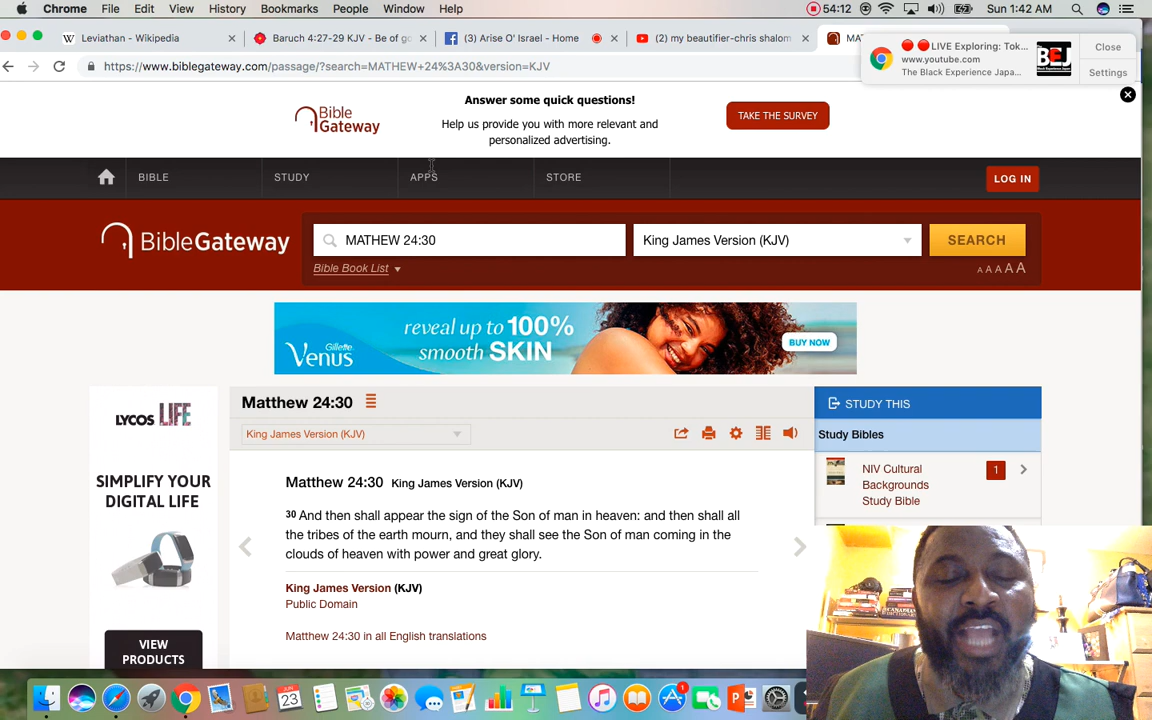 Chrome File Edit View History Bookmarks People Window Help 54:12 Sun 1:42 AM
Leviathan - Wikipedia
Baruch 4:27-29 KJV - Be of go
(3) Arise O' Israel - Home
(2) my beautifier-chris shalom
LIVE Exploring: Tok...
www.youtube.com
The Black Experience Japa...
BEJ
Close
Settings
https://www.biblegateway.com/passage/?search=MATHEW+24%3A30&version=KJV
Bible
Gateway
Answer some quick questions!
Help us provide you with more relevant and
personalized advertising.
TAKE THE SURVEY
BIBLE STUDY APPS STORE LOG IN
BibleGateway
MATHEW 24:30 King James Version (KJV) SEARCH
Bible Book List A A A A A
reveal up to 100%
smooth SKIN
Gillette
Venus
BUY NOW
LYCOS LIFE
SIMPLIFY YOUR
DIGITAL LIFE
VIEW
PRODUCTS
Matthew 24:30
King James Version (KJV)
Matthew 24:30 King James Version (KJV)
30 And then shall appear the sign of the Son of man in heaven: and then shall all
the tribes of the earth mourn, and they shall see the Son of man coming in the
clouds of heaven with power and great glory.
King James Version (KJV)
Public Domain
Matthew 24:30 in all English translations
STUDY THIS
Study Bibles
NIV Cultural
Backgrounds
Study Bible
1
JUN
23
1